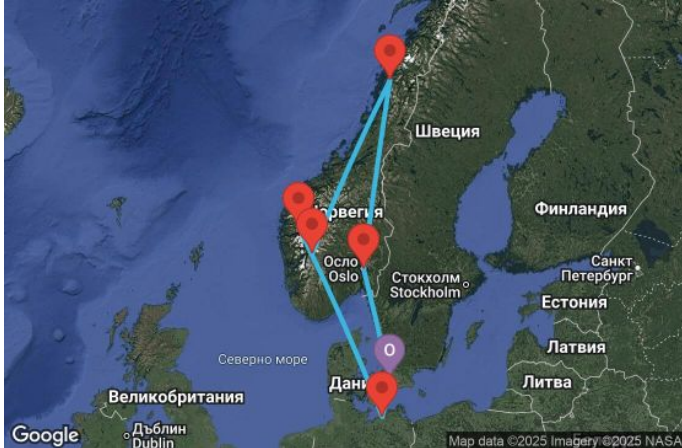 Швеция
Норвегия
Финландия
Осло
Oslo
Санкт
Петербург
Стокхолм
Stockholm
Естония
Северно море
Латвия
Дани
Литва
Великобритания
Дъблин
Dublin
O
Google
Map data ©2025 Imagery ©2025 NASA